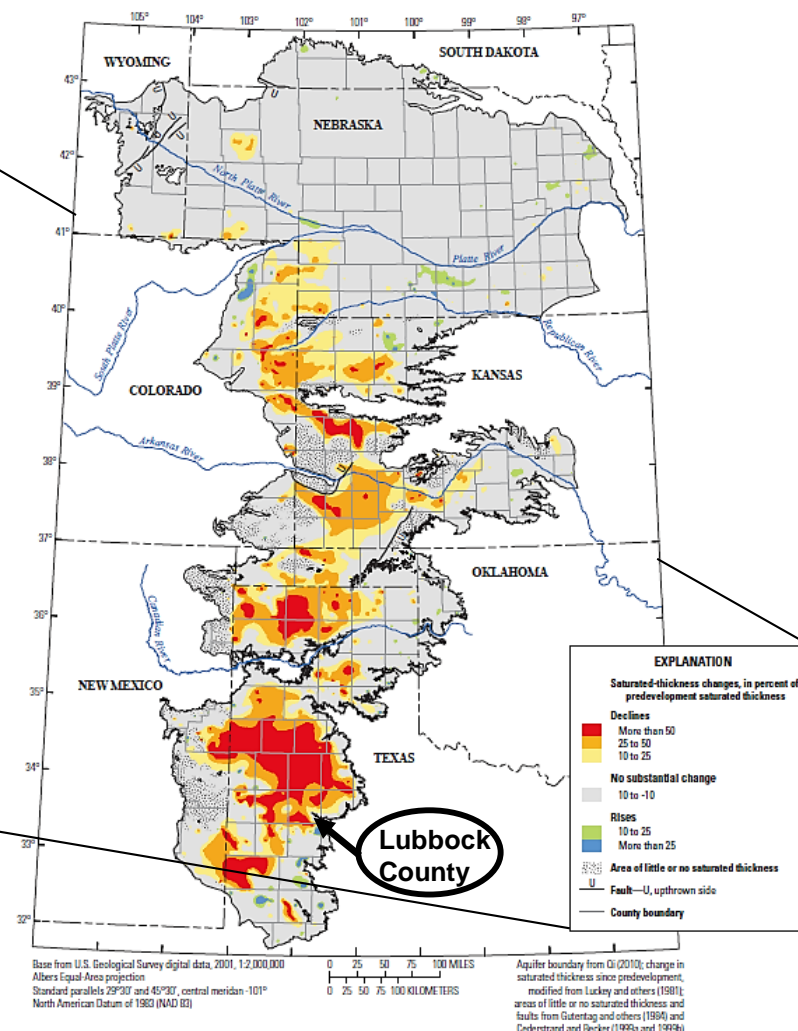 105° 104° 103° 102° 101° 100° 99° 98° 97°
WYOMING
SOUTH DAKOTA
43°
NEBRASKA
42°
North Platte River
41°
Platte River
40°
South Platte River
Republican River
39°
COLORADO
KANSAS
Arkansas River
38°
U
37°
OKLAHOMA
36°
Canadian River
35°
NEW MEXICO
34°
TEXAS
Lubbock
County
33°
32°
EXPLANATION
Saturated-thickness changes, in percent of
predevelopment saturated thickness
Declines
More than 50
25 to 50
10 to 25
No substantial change
10 to -10
Rises
10 to 25
More than 25
Area of little or no saturated thickness
U
Fault—U, upthrown side
County boundary
Base from U.S. Geological Survey digital data, 2001, 1:2,000,000
Albers Equal-Area projection
Standard parallels 29°30' and 45°30', central meridan -101°
North American Datum of 1983 (NAD 83)
0 25 50 75 100 MILES
0 25 50 75 100 KILOMETERS
Aquifer boundary from Qi (2010); change in
saturated thickness since predevelopment,
modified from Luckey and others (1981);
areas of little or no saturated thickness and
faults from Gutentag and others (1984) and
Cederstrand and Becker (1999a and 1999b)